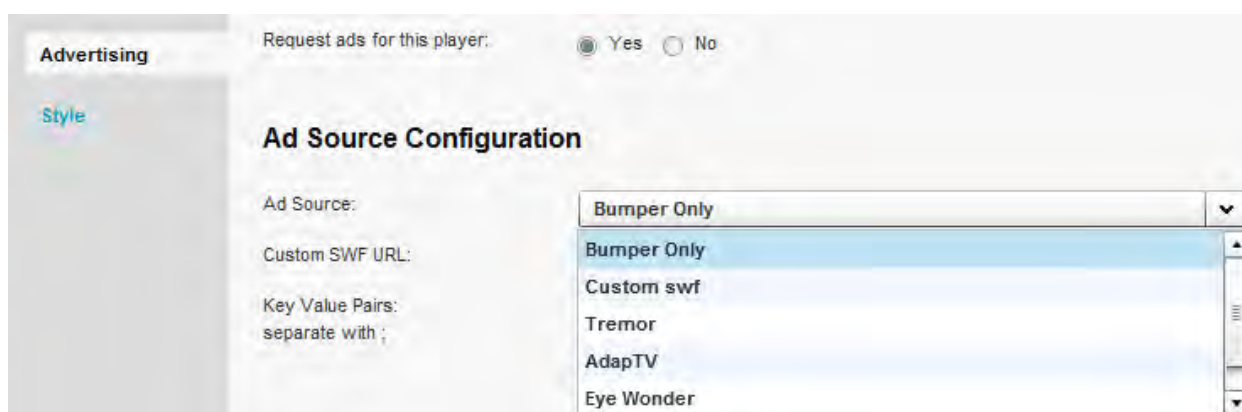 Advertising
Style
Request ads for this player:
Yes No
Ad Source Configuration
Ad Source:
Bumper Only
Custom SWF URL:
Key Value Pairs:
separate with ;
Bumper Only
Custom swf
Tremor
AdapTV
Eye Wonder